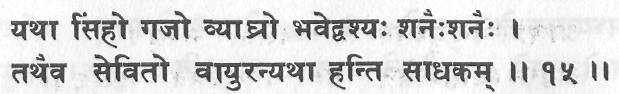 यथा सिंहो गजो व्याघ्रो भवेद्वश्यः शनैःशनैः ।
तथैव सेवितो वायुरन्यथा हन्ति साधकम् ।। १५ ।।